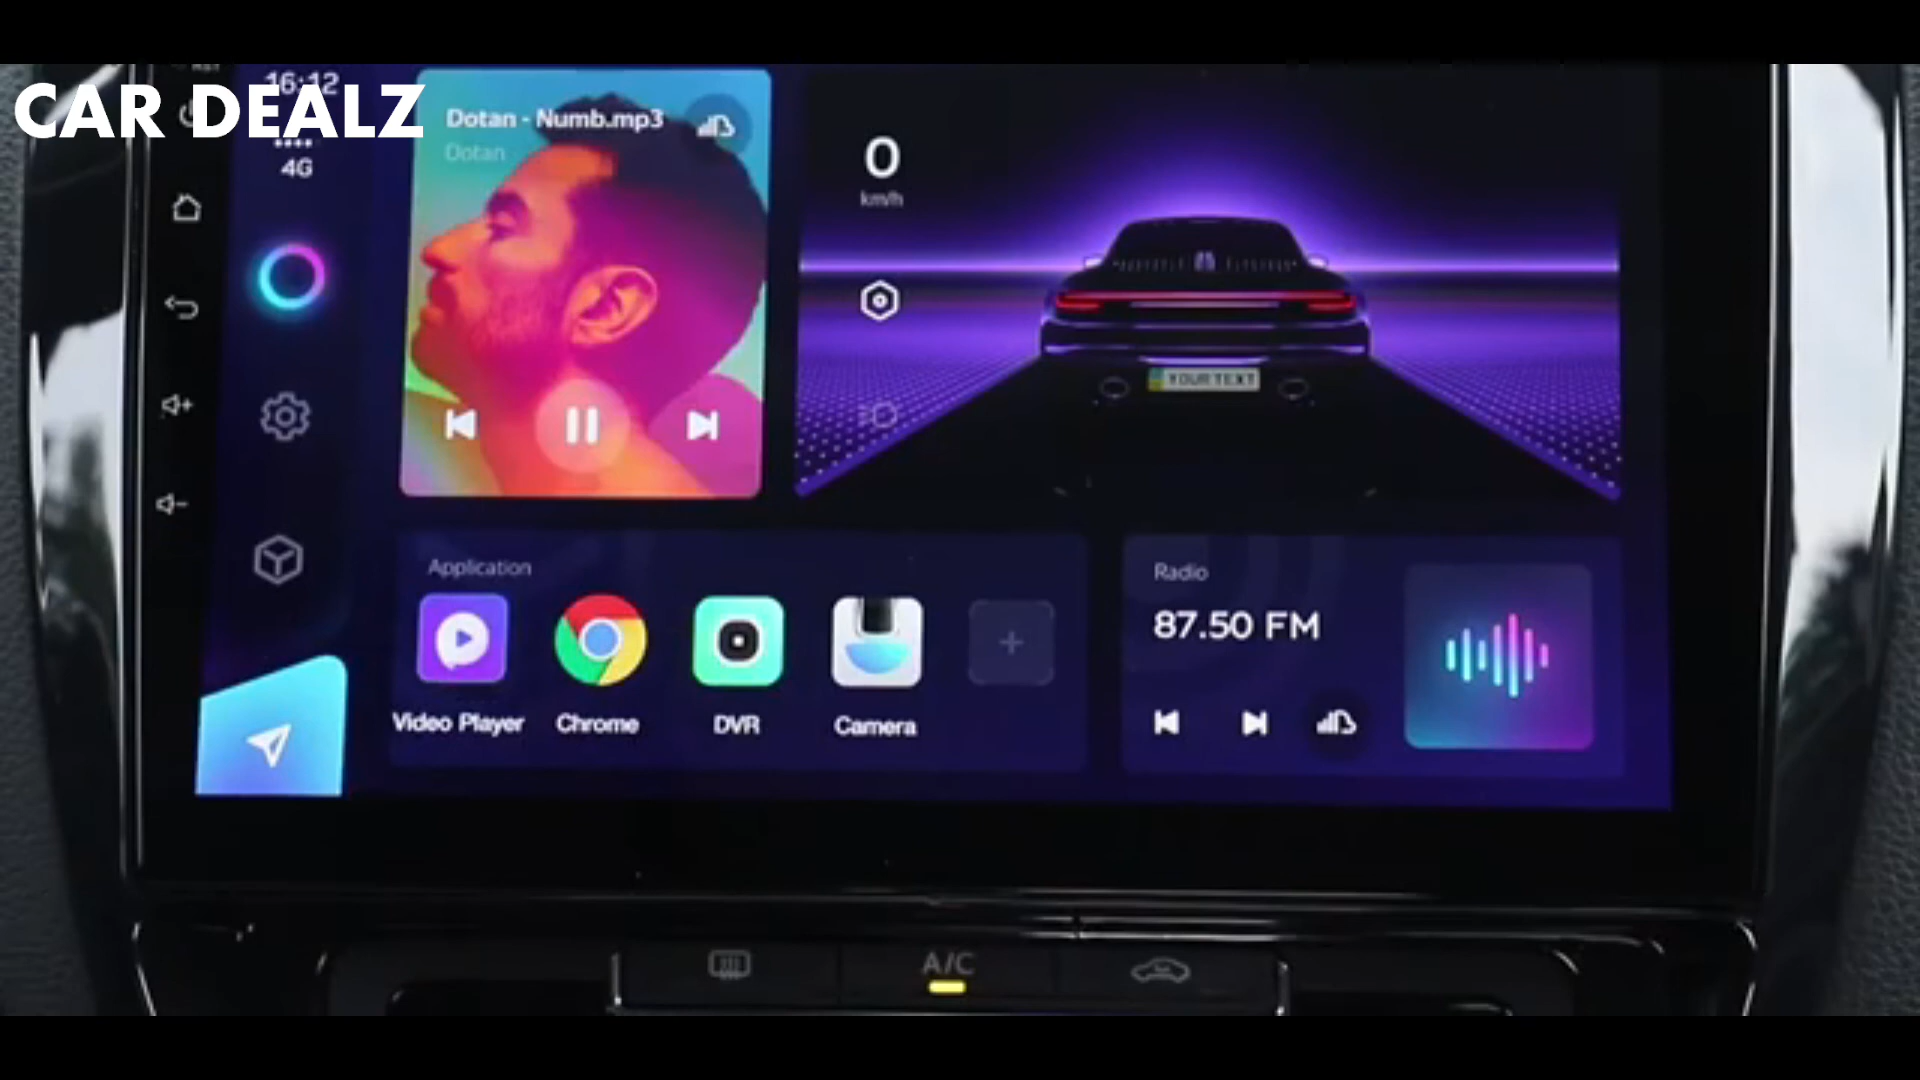 CAR DEALZ
16:12
4G
Dotan - Numb.mp3
Dotan
0
km/h
YOUR TEXT
Application
Video Player
Chrome
DVR
Camera
Radio
87.50 FM
A/C